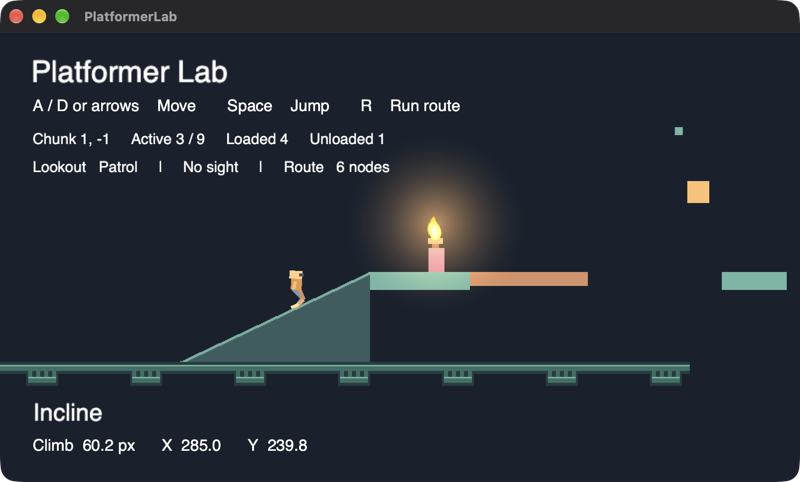 PlatformerLab
Platformer Lab
A / D or arrows Move Space Jump R Run route
Chunk 1, -1 Active 3 / 9 Loaded 4 Unloaded 1
Lookout Patrol | No sight | Route 6 nodes
Incline
Climb 60.2 px X 285.0 Y 239.8